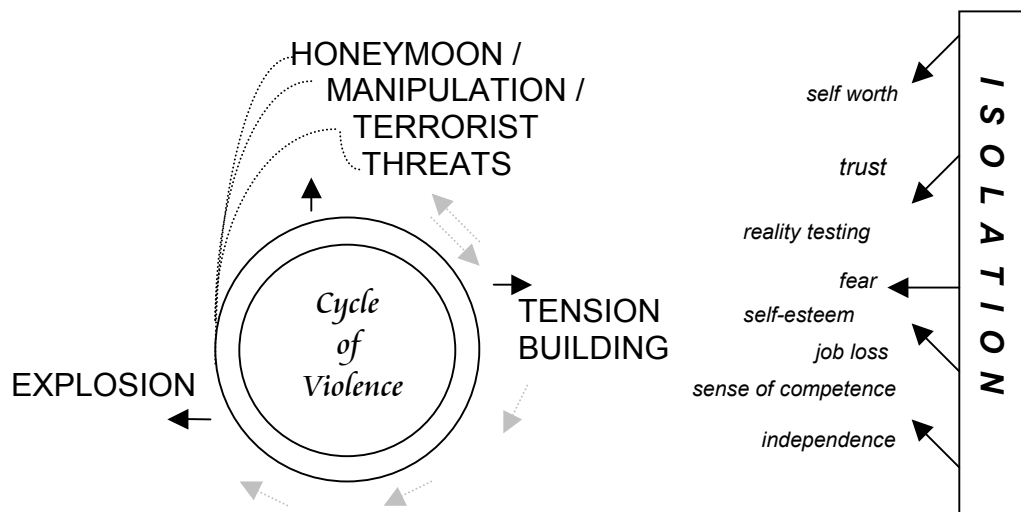 HONEYMOON /
MANIPULATION /
TERRORIST
THREATS
Cycle
of
Violence
TENSION
BUILDING
EXPLOSION
self worth
trust
reality testing
fear
self-esteem
job loss
sense of competence
independence
ISOLATION